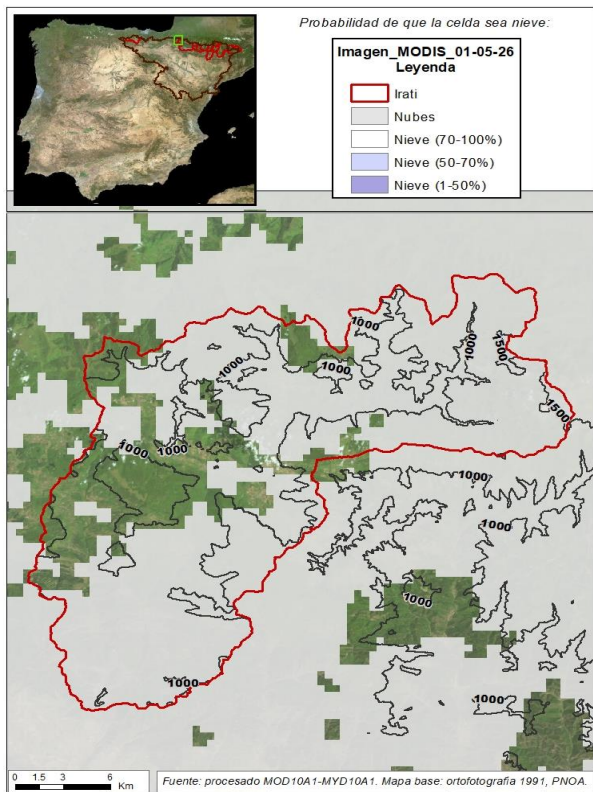 Probabilidad de que la celda sea nieve:
Imagen_MODIS_01-05-26
Leyenda
Irati
Nubes
Nieve (70-100%)
Nieve (50-70%)
Nieve (1-50%)
1000
1000
1500
1000
1000
1000
1500
1000
1000
1000
1000
1000
1000
1000
0 1.5 3 6
Km
Fuente: procesado MOD10A1-MYD10A1. Mapa base: ortofotografia 1991, PNOA.